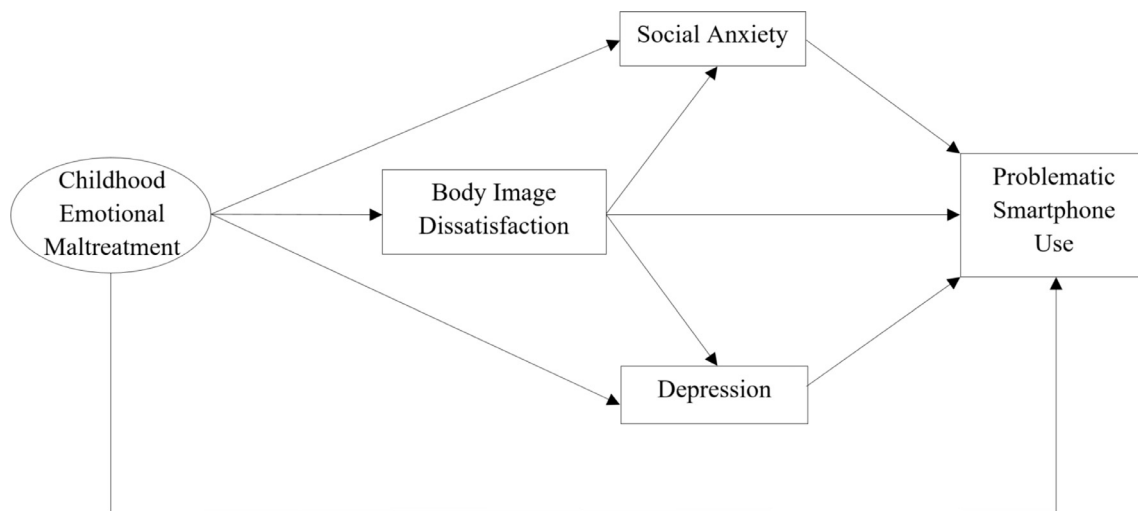 Social Anxiety
Childhood
Emotional
Maltreatment
Body Image
Dissatisfaction
Problematic
Smartphone
Use
Depression